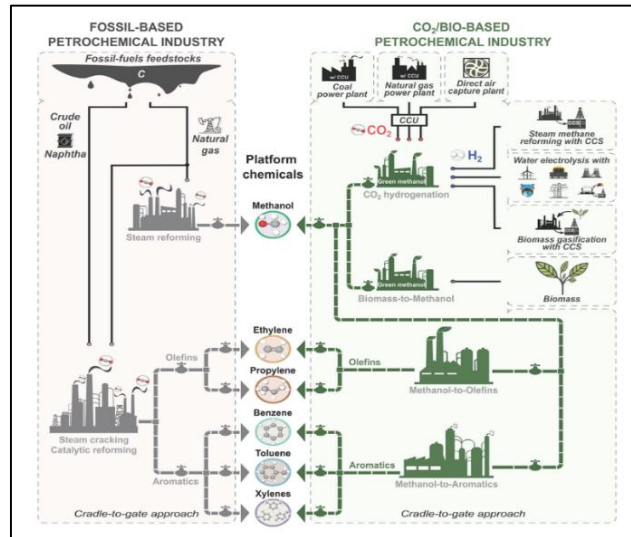 FOSSIL-BASED
PETROCHEMICAL INDUSTRY
Fossil-fuels feedstocks
C
Crude
oil
Naphtha
Natural
gas
Steam reforming
Olefins
Steam cracking
Catalytic reforming
Aromatics
Cradle-to-gate approach
Platform
chemicals
Methanol
Ethylene
Propylene
Benzene
Toluene
Xylenes
CO₂/BIO-BASED
PETROCHEMICAL INDUSTRY
w/ CCU
Coal
power plant
w/ CCU
Natural gas
power plant
Direct air
capture plant
CCU
CO₂
H₂
Green methanol
CO₂ hydrogenation
Steam methane
reforming with CCS
Water electrolysis with
Biomass gasification
with CCS
Green methanol
Biomass-to-Methanol
Biomass
Olefins
Methanol-to-Olefins
Aromatics
Methanol-to-Aromatics
Cradle-to-gate approach